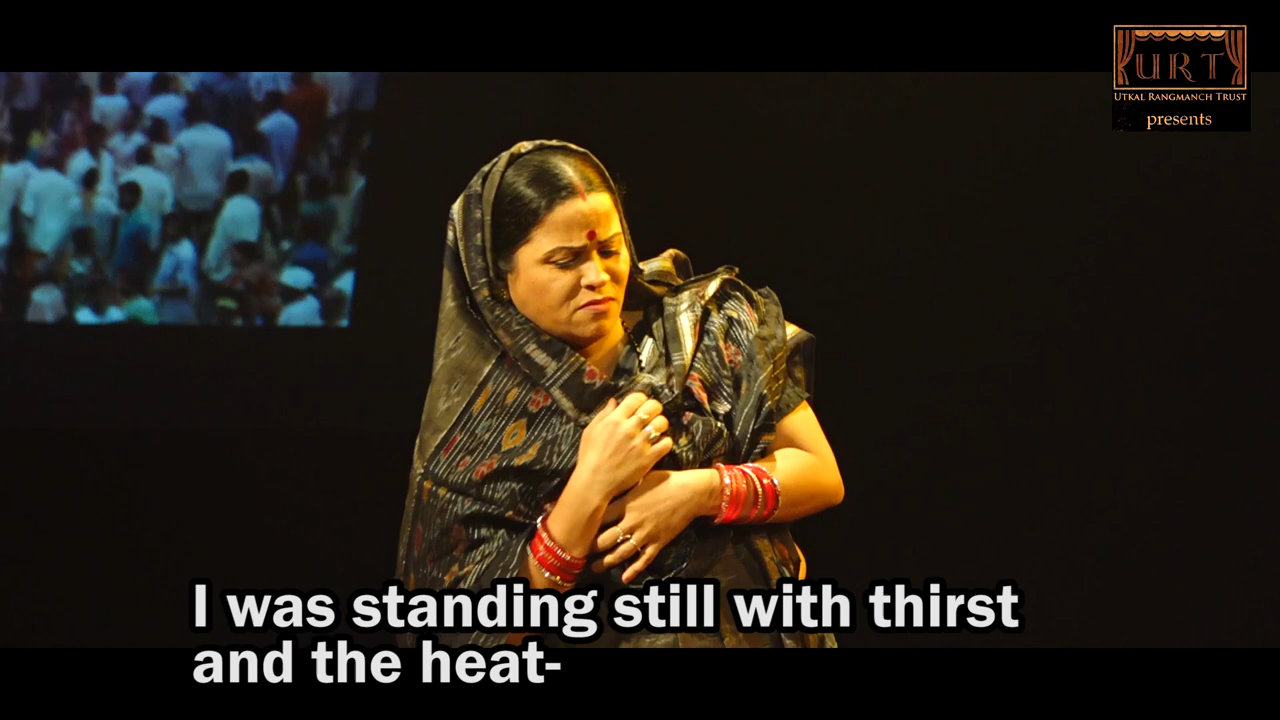 URT
UTKAL RANGMANCH TRUST
presents
I was standing still with thirst
and the heat-